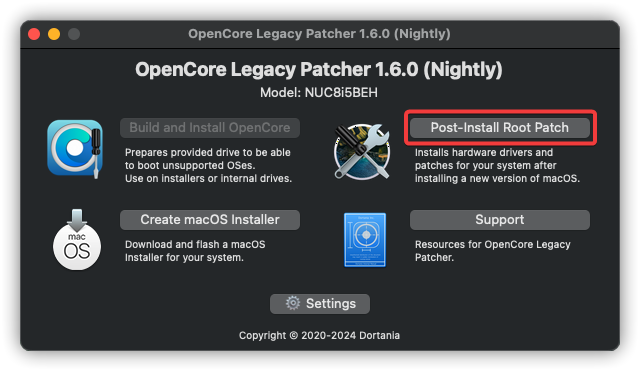 OpenCore Legacy Patcher 1.6.0 (Nightly)
OpenCore Legacy Patcher 1.6.0 (Nightly)
Model: NUC8i5BEH
Build and Install OpenCore
Prepares provided drive to be able
to boot unsupported OSes.
Use on installers or internal drives.
Post-Install Root Patch
Installs hardware drivers and
patches for your system after
installing a new version of macOS.
mac
OS
Create macOS Installer
Download and flash a macOS
Installer for your system.
Support
Resources for OpenCore Legacy
Patcher.
Settings
Copyright © 2020-2024 Dortania